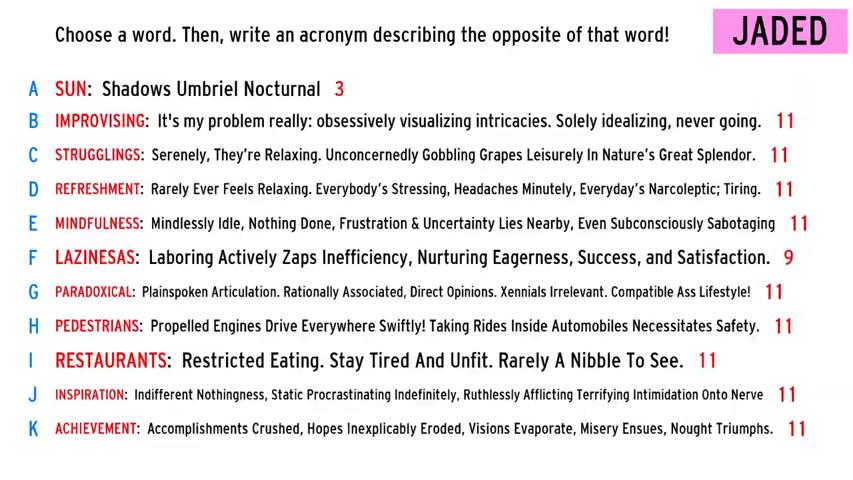 Choose a word. Then, write an acronym describing the opposite of that word!
JADED
A SUN: Shadows Umbriel Nocturnal 3
B IMPROVISING: It's my problem really: obsessively visualizing intricacies. Solely idealizing, never going. 11
C STRUGGLINGS: Serenely, They're Relaxing. Unconcernedly Gobbling Grapes Leisurely In Nature's Great Splendor. 11
D REFRESHMENT: Rarely Ever Feels Relaxing. Everybody's Stressing, Headaches Minutely, Everyday's Narcoleptic; Tiring. 11
E MINDFULNESS: Mindlessly Idle, Nothing Done, Frustration & Uncertainty Lies Nearby, Even Subconsciously Sabotaging 11
F LAZINESAS: Laboring Actively Zaps Inefficiency, Nurturing Eagerness, Success, and Satisfaction. 9
G PARADOXICAL: Plainspoken Articulation. Rationally Associated, Direct Opinions. Xennials Irrelevant. Compatible Ass Lifestyle! 11
H PEDESTRIANS: Propelled Engines Drive Everywhere Swiftly! Taking Rides Inside Automobiles Necessitates Safety. 11
I RESTAURANTS: Restricted Eating. Stay Tired And Unfit. Rarely A Nibble To See. 11
J INSPIRATION: Indifferent Nothingness, Static Procrastinating Indefinitely, Ruthlessly Afflicting Terrifying Intimidation Onto Nerve 11
K ACHIEVEMENT: Accomplishments Crushed, Hopes Inexplicably Eroded, Visions Evaporate, Misery Ensues, Nought Triumphs. 11